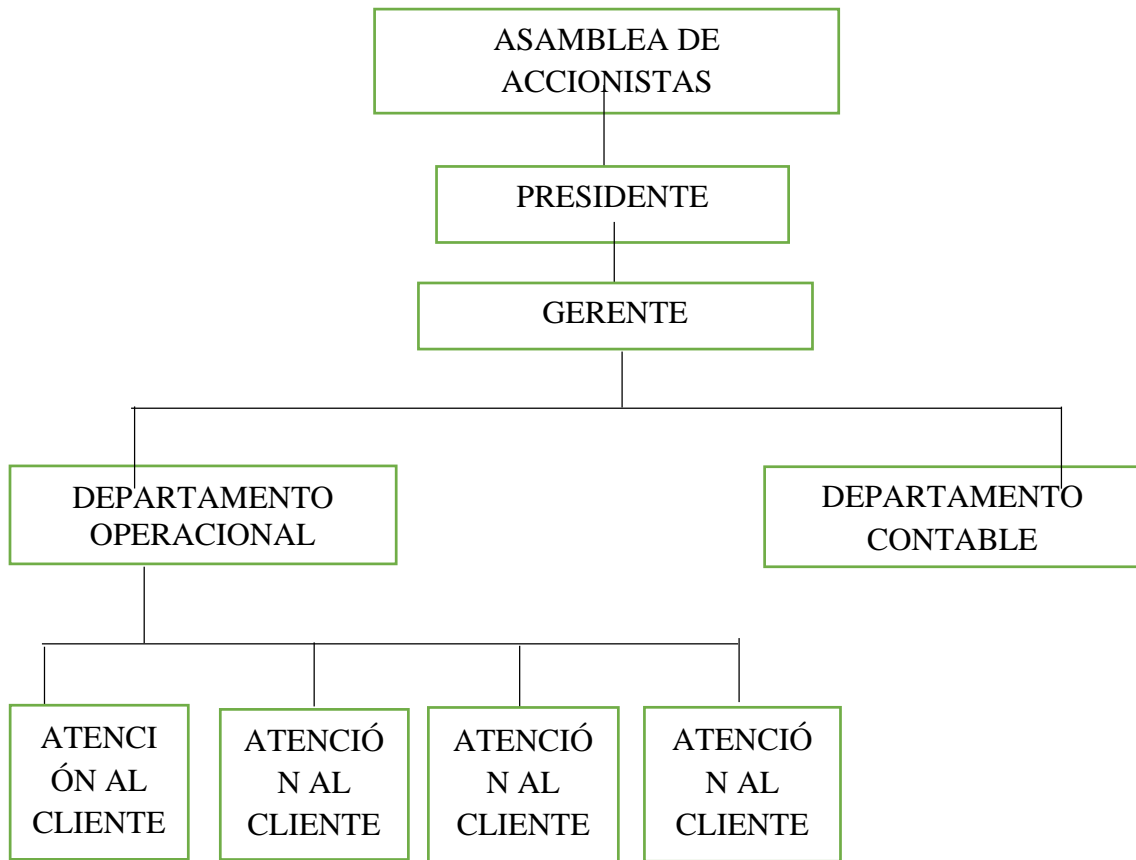 ASAMBLEA DE
ACCIONISTAS
PRESIDENTE
GERENTE
DEPARTAMENTO
OPERACIONAL
DEPARTAMENTO
CONTABLE
ATENCI
ÓN AL
CLIENTE
ATENCIÓ
N AL
CLIENTE
ATENCIÓ
N AL
CLIENTE
ATENCIÓ
N AL
CLIENTE